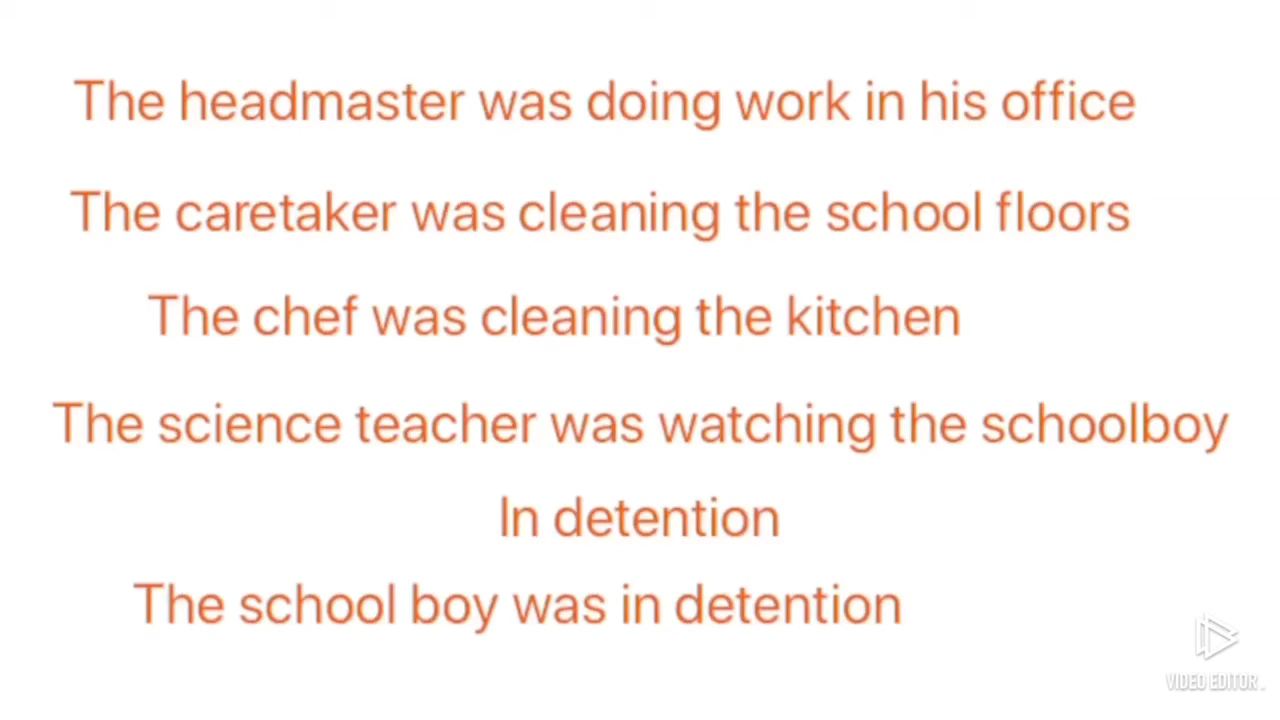 The headmaster was doing work in his office
The caretaker was cleaning the school floors
The chef was cleaning the kitchen
The science teacher was watching the schoolboy
In detention
The school boy was in detention
VIDEO EDITOR